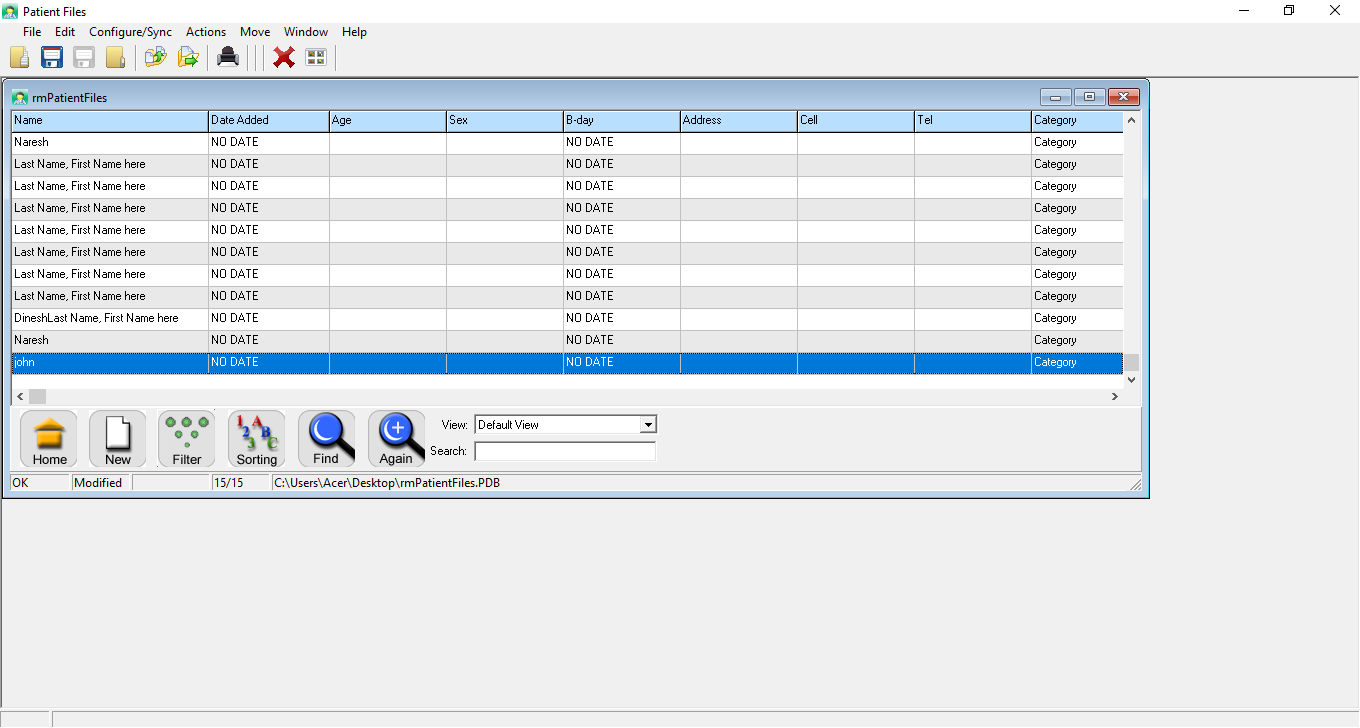 Patient Files
File Edit Configure/Sync Actions Move Window Help
rmPatientFiles
Name Date Added Age Sex B-day Address Cell Tel Category
Naresh NO DATE NO DATE Category
Last Name, First Name here NO DATE NO DATE Category
Last Name, First Name here NO DATE NO DATE Category
Last Name, First Name here NO DATE NO DATE Category
Last Name, First Name here NO DATE NO DATE Category
Last Name, First Name here NO DATE NO DATE Category
Last Name, First Name here NO DATE NO DATE Category
Last Name, First Name here NO DATE NO DATE Category
DineshLast Name, First Name here NO DATE NO DATE Category
Naresh NO DATE NO DATE Category
john NO DATE NO DATE Category
View: Default View
Search:
Home New Filter 1 2 3 A B C Sorting Find Again
OK Modified 15/15 C:\Users\Acer\Desktop\rmPatientFiles.PDB